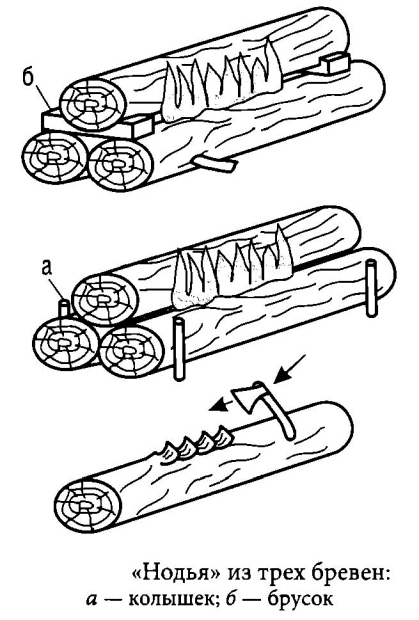 б
а
«Нодья» из трех бревен:
а — колышек; б — брусок